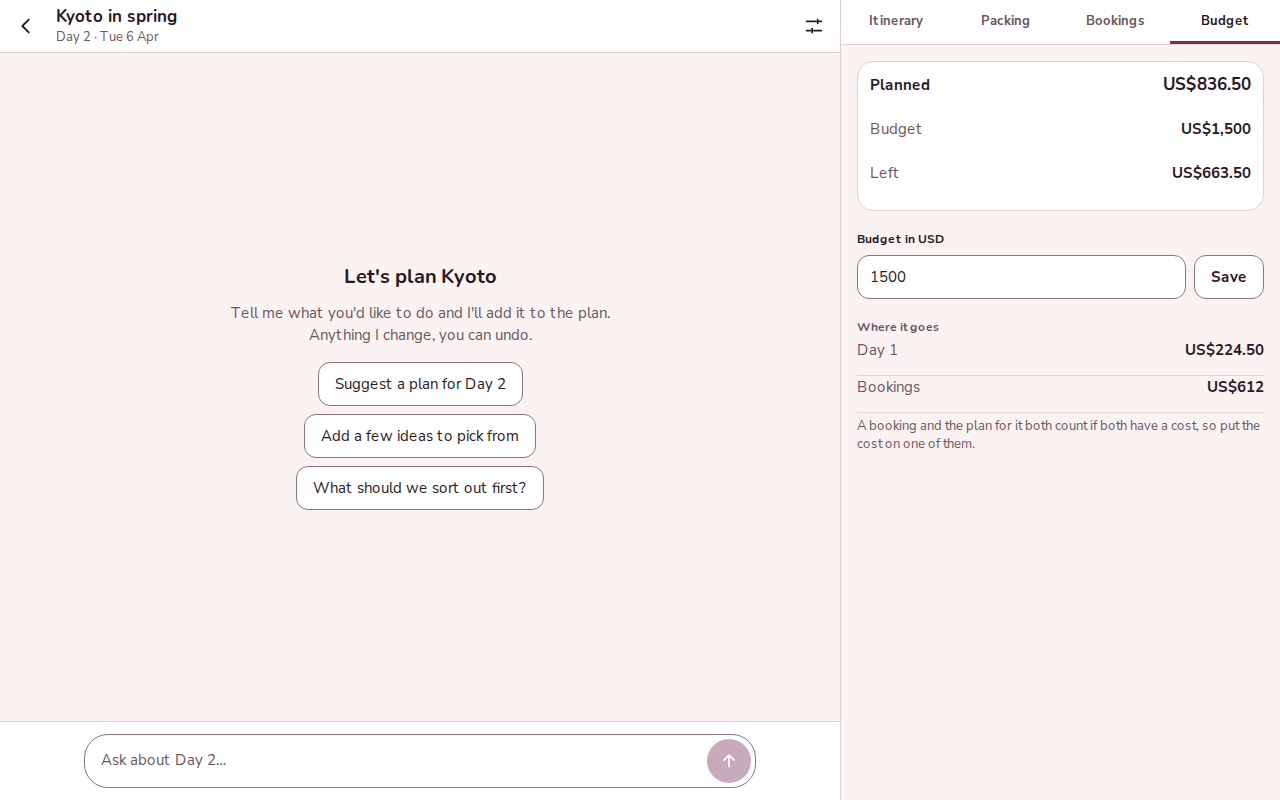 Kyoto in spring
Day 2 · Tue 6 Apr
Let's plan Kyoto
Tell me what you'd like to do and I'll add it to the plan.
Anything I change, you can undo.
Suggest a plan for Day 2
Add a few ideas to pick from
What should we sort out first?
Ask about Day 2...
Itinerary Packing Bookings Budget
Planned US$836.50
Budget US$1,500
Left US$663.50
Budget in USD
1500 Save
Where it goes
Day 1 US$224.50
Bookings US$612
A booking and the plan for it both count if both have a cost, so put the
cost on one of them.